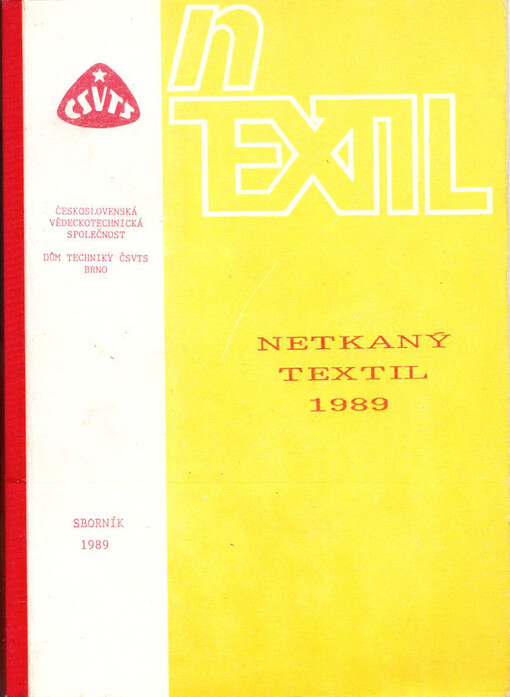 n
TEXTIL
ČSVTS
ČESKOSLOVENSKÁ
VĚDECKOTECHNICKÁ
SPOLEČNOST
DŮM TECHNIKY ČSVTS
BRNO
NETKANÝ
TEXTIL
1989
SBORNÍK
1989